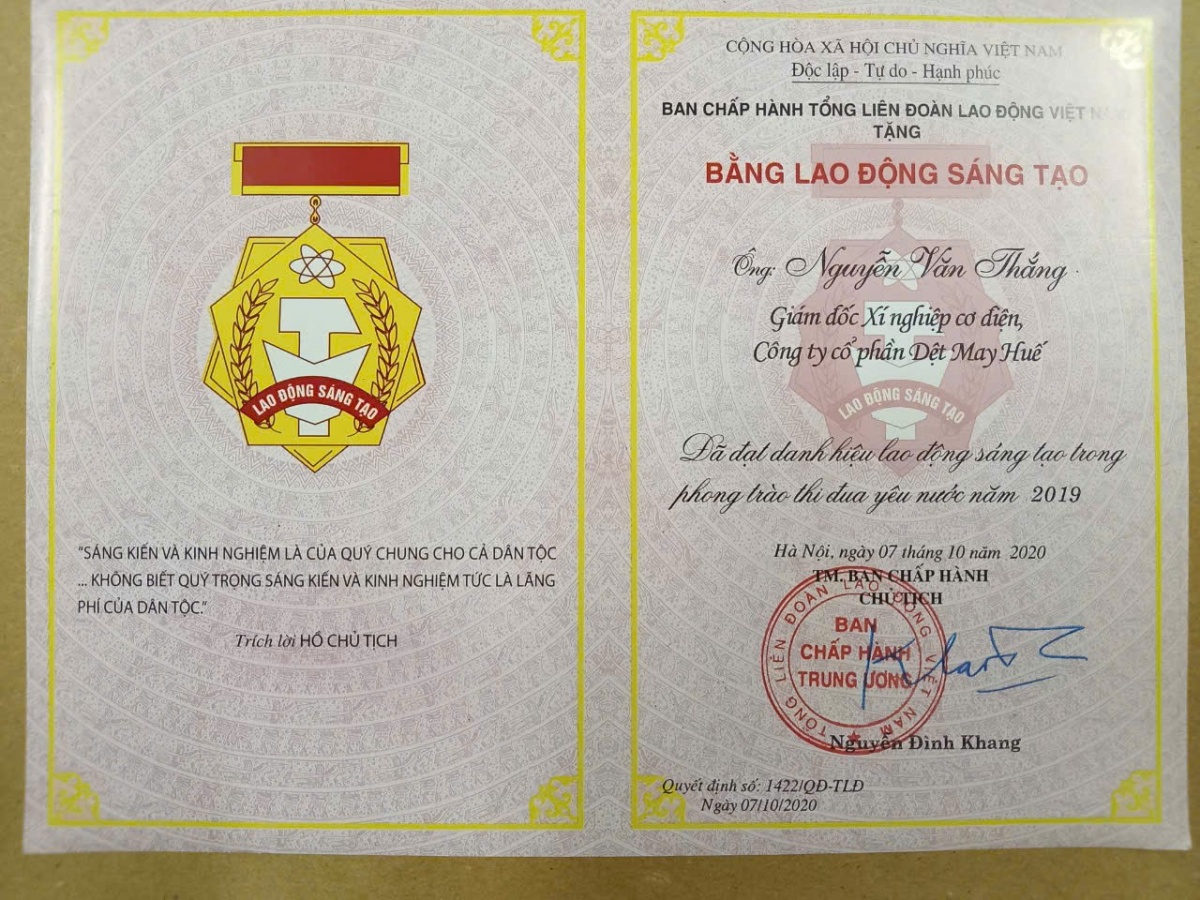 LAO ĐỘNG SÁNG TẠO
"SÁNG KIẾN VÀ KINH NGHIỆM LÀ CỦA QUÝ CHUNG CHO CẢ DÂN TỘC
... KHÔNG BIẾT QUÝ TRỌNG SÁNG KIẾN VÀ KINH NGHIỆM TỨC LÀ LÃNG
PHÍ CỦA DÂN TỘC."
Trích lời HỒ CHỦ TỊCH
CỘNG HÒA XÃ HỘI CHỦ NGHĨA VIỆT NAM
Độc lập - Tự do - Hạnh phúc
BAN CHẤP HÀNH TỔNG LIÊN ĐOÀN LAO ĐỘNG VIỆT NAM
TẶNG
BẰNG LAO ĐỘNG SÁNG TẠO
Ông: Nguyễn Văn Thắng
Giám đốc Xí nghiệp cơ điện,
Công ty cổ phần Dệt May Huế
LAO ĐỘNG SÁNG TẠO
Đã đạt danh hiệu lao động sáng tạo trong
phong trào thi đua yêu nước năm 2019
Hà Nội, ngày 07 tháng 10 năm 2020
TM. BAN CHẤP HÀNH
CHỦ TỊCH
TỔNG LIÊN ĐOÀN LAO ĐỘNG VIỆT NAM
BAN
CHẤP HÀNH
TRUNG ƯƠNG
Nguyễn Đình Khang
Quyết định số: 1422/QĐ-TLĐ
Ngày 07/10/2020